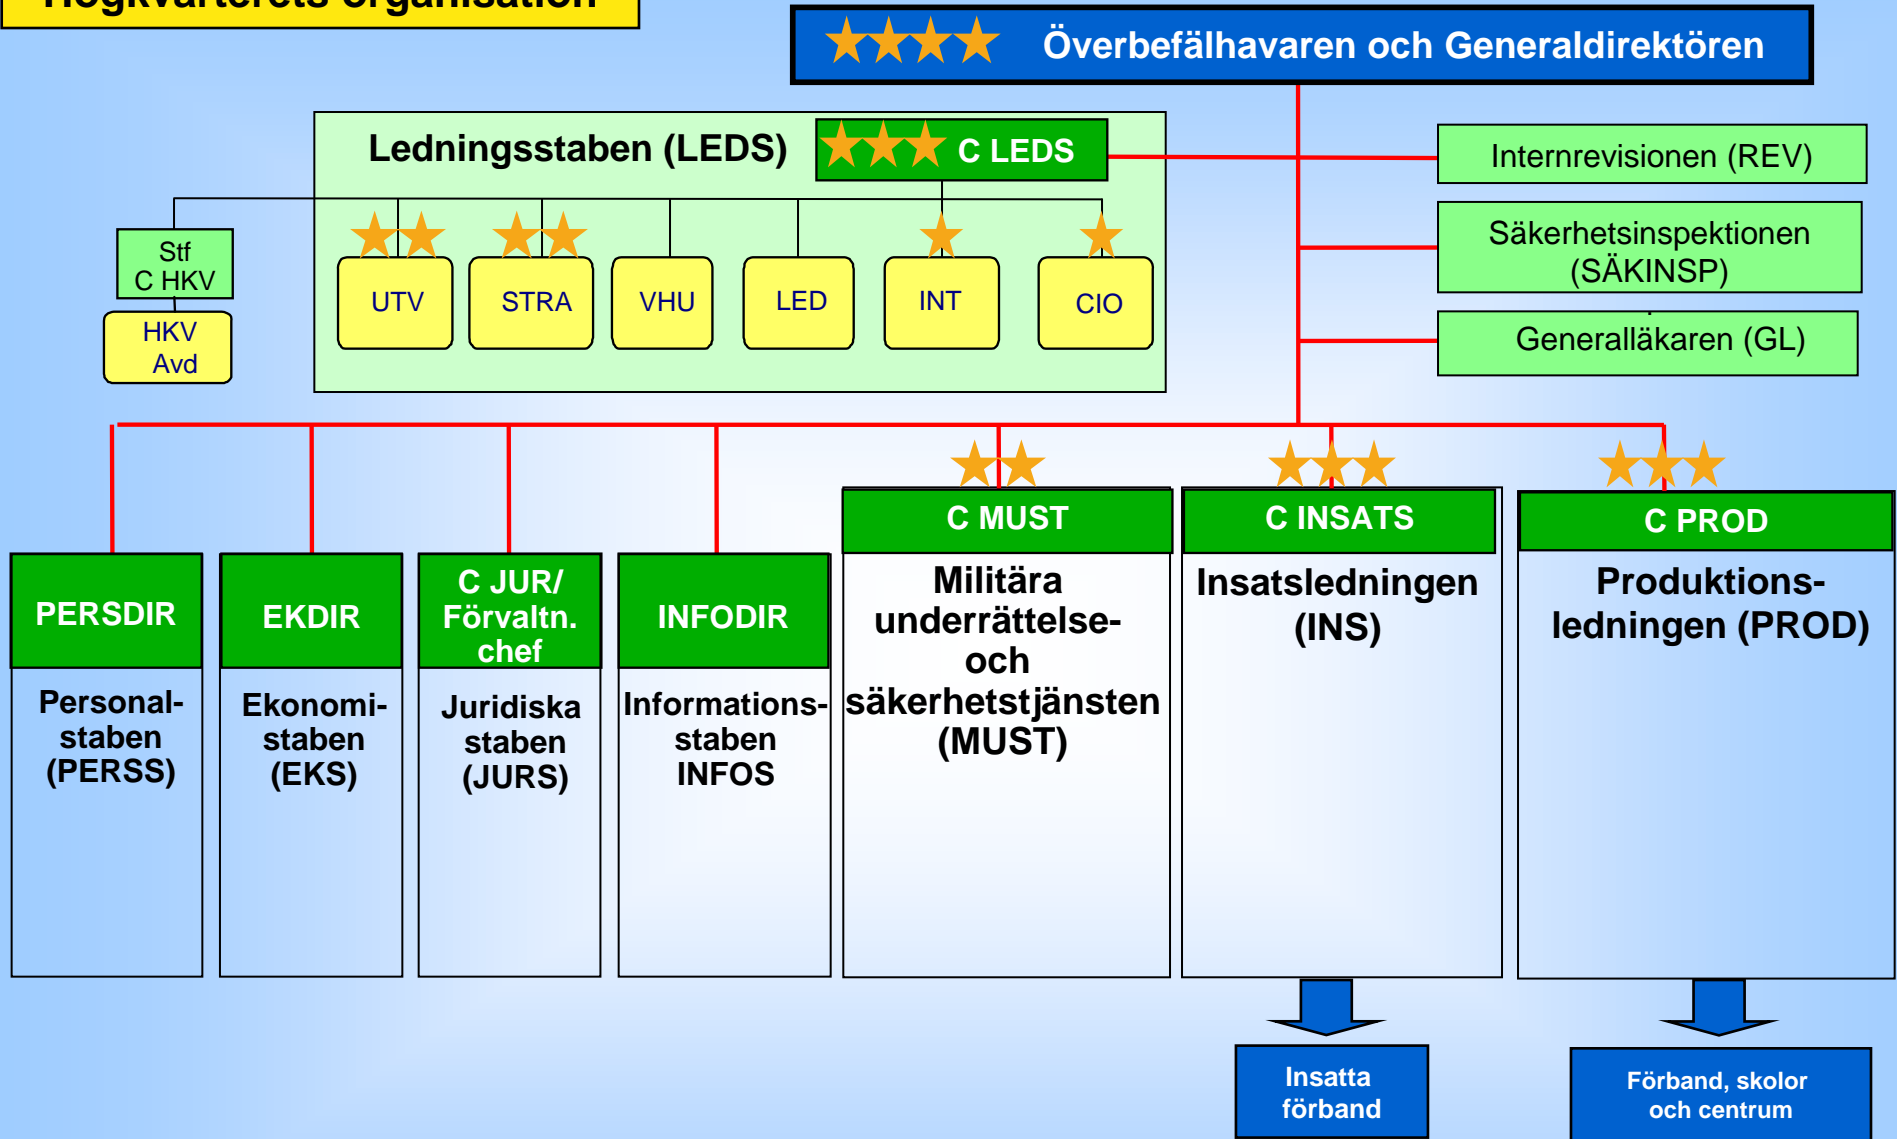 Högkvarterets organisation
Överbefälhavaren och Generaldirektören
Ledningsstaben (LEDS)
C LEDS
Internrevisionen (REV)
Säkerhetsinspektionen
(SÄKINSP)
Generalläkaren (GL)
Stf
C HKV
HKV
Avd
UTV
STRA
VHU
LED
INT
CIO
PERSDIR
Personal-
staben
(PERSS)
EKDIR
Ekonomi-
staben
(EKS)
C JUR/
Förvaltn.
chef
Juridiska
staben
(JURS)
INFODIR
Informations-
staben
INFOS
C MUST
Militära
underrättelse-
och
säkerhetstjänsten
(MUST)
C INSATS
Insatsledningen
(INS)
C PROD
Produktions-
ledningen (PROD)
Insatta
förband
Förband, skolor
och centrum